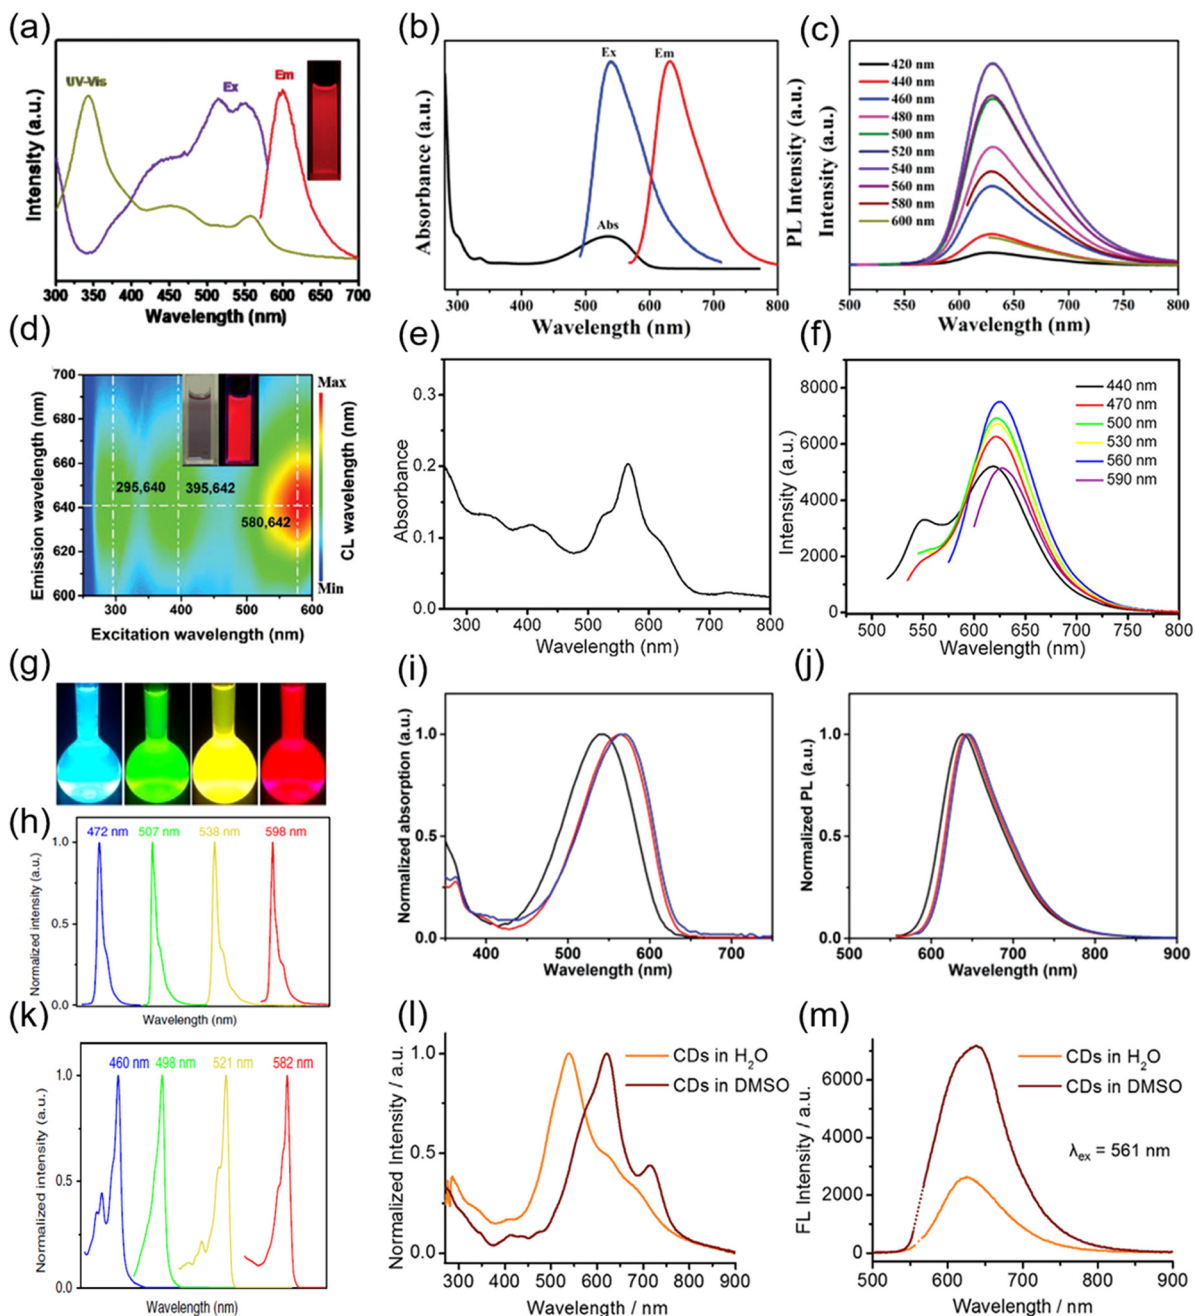 (a)
UV-Vis
Ex
Em
Intensity (a.u.)
300 350 400 450 500 550 600 650 700
Wavelength (nm)
(b)
Ex
Em
Abs
Absorbance (a.u.)
PL Intensity (a.u.)
300 400 500 600 700 800
Wavelength (nm)
(c)
420 nm
440 nm
460 nm
480 nm
500 nm
520 nm
540 nm
560 nm
580 nm
600 nm
Intensity (a.u.)
500 550 600 650 700 750 800
Wavelength (nm)
(d)
700
680
660
640
620
600
Emission wavelength (nm)
295,640
395,642
580,642
300 400 500 600
Excitation wavelength (nm)
Max
CL wavelength (nm)
Min
(e)
0.3
0.2
0.1
0.0
Absorbance
300 400 500 600 700 800
Wavelength (nm)
(f)
8000
6000
4000
2000
0
Intensity (a.u.)
440 nm
470 nm
500 nm
530 nm
560 nm
590 nm
500 550 600 650 700 750 800
Wavelength (nm)
(g)
(h)
472 nm 507 nm 538 nm 598 nm
1.0
0.5
0.0
Normalized intensity (a.u.)
Wavelength (nm)
(i)
1.0
0.5
0.0
Normalized absorption (a.u.)
400 500 600 700
Wavelength (nm)
(j)
1.0
0.5
0.0
Normalized PL (a.u.)
500 600 700 800 900
Wavelength (nm)
(k)
460 nm 498 nm 521 nm 582 nm
1.0
0.5
0.0
Normalized intensity (a.u.)
Wavelength (nm)
(l)
CDs in H₂O
CDs in DMSO
1.0
0.5
0.0
Normalized Intensity / a.u.
300 400 500 600 700 800 900
Wavelength / nm
(m)
CDs in H₂O
CDs in DMSO
λex = 561 nm
6000
4000
2000
0
FL Intensity / a.u.
500 600 700 800 900
Wavelength / nm